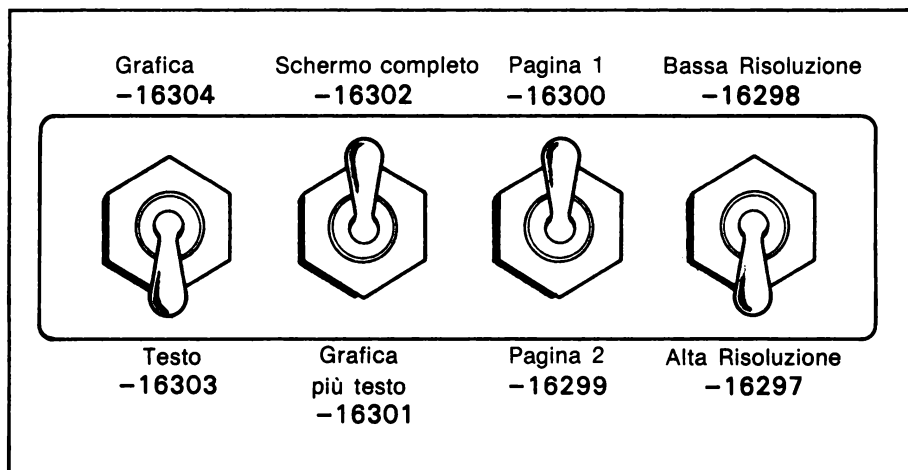 Grafica Schermo completo Pagina 1 Bassa Risoluzione
−16304 −16302 −16300 −16298
Testo Grafica Pagina 2 Alta Risoluzione
−16303 più testo −16299 −16297
−16301